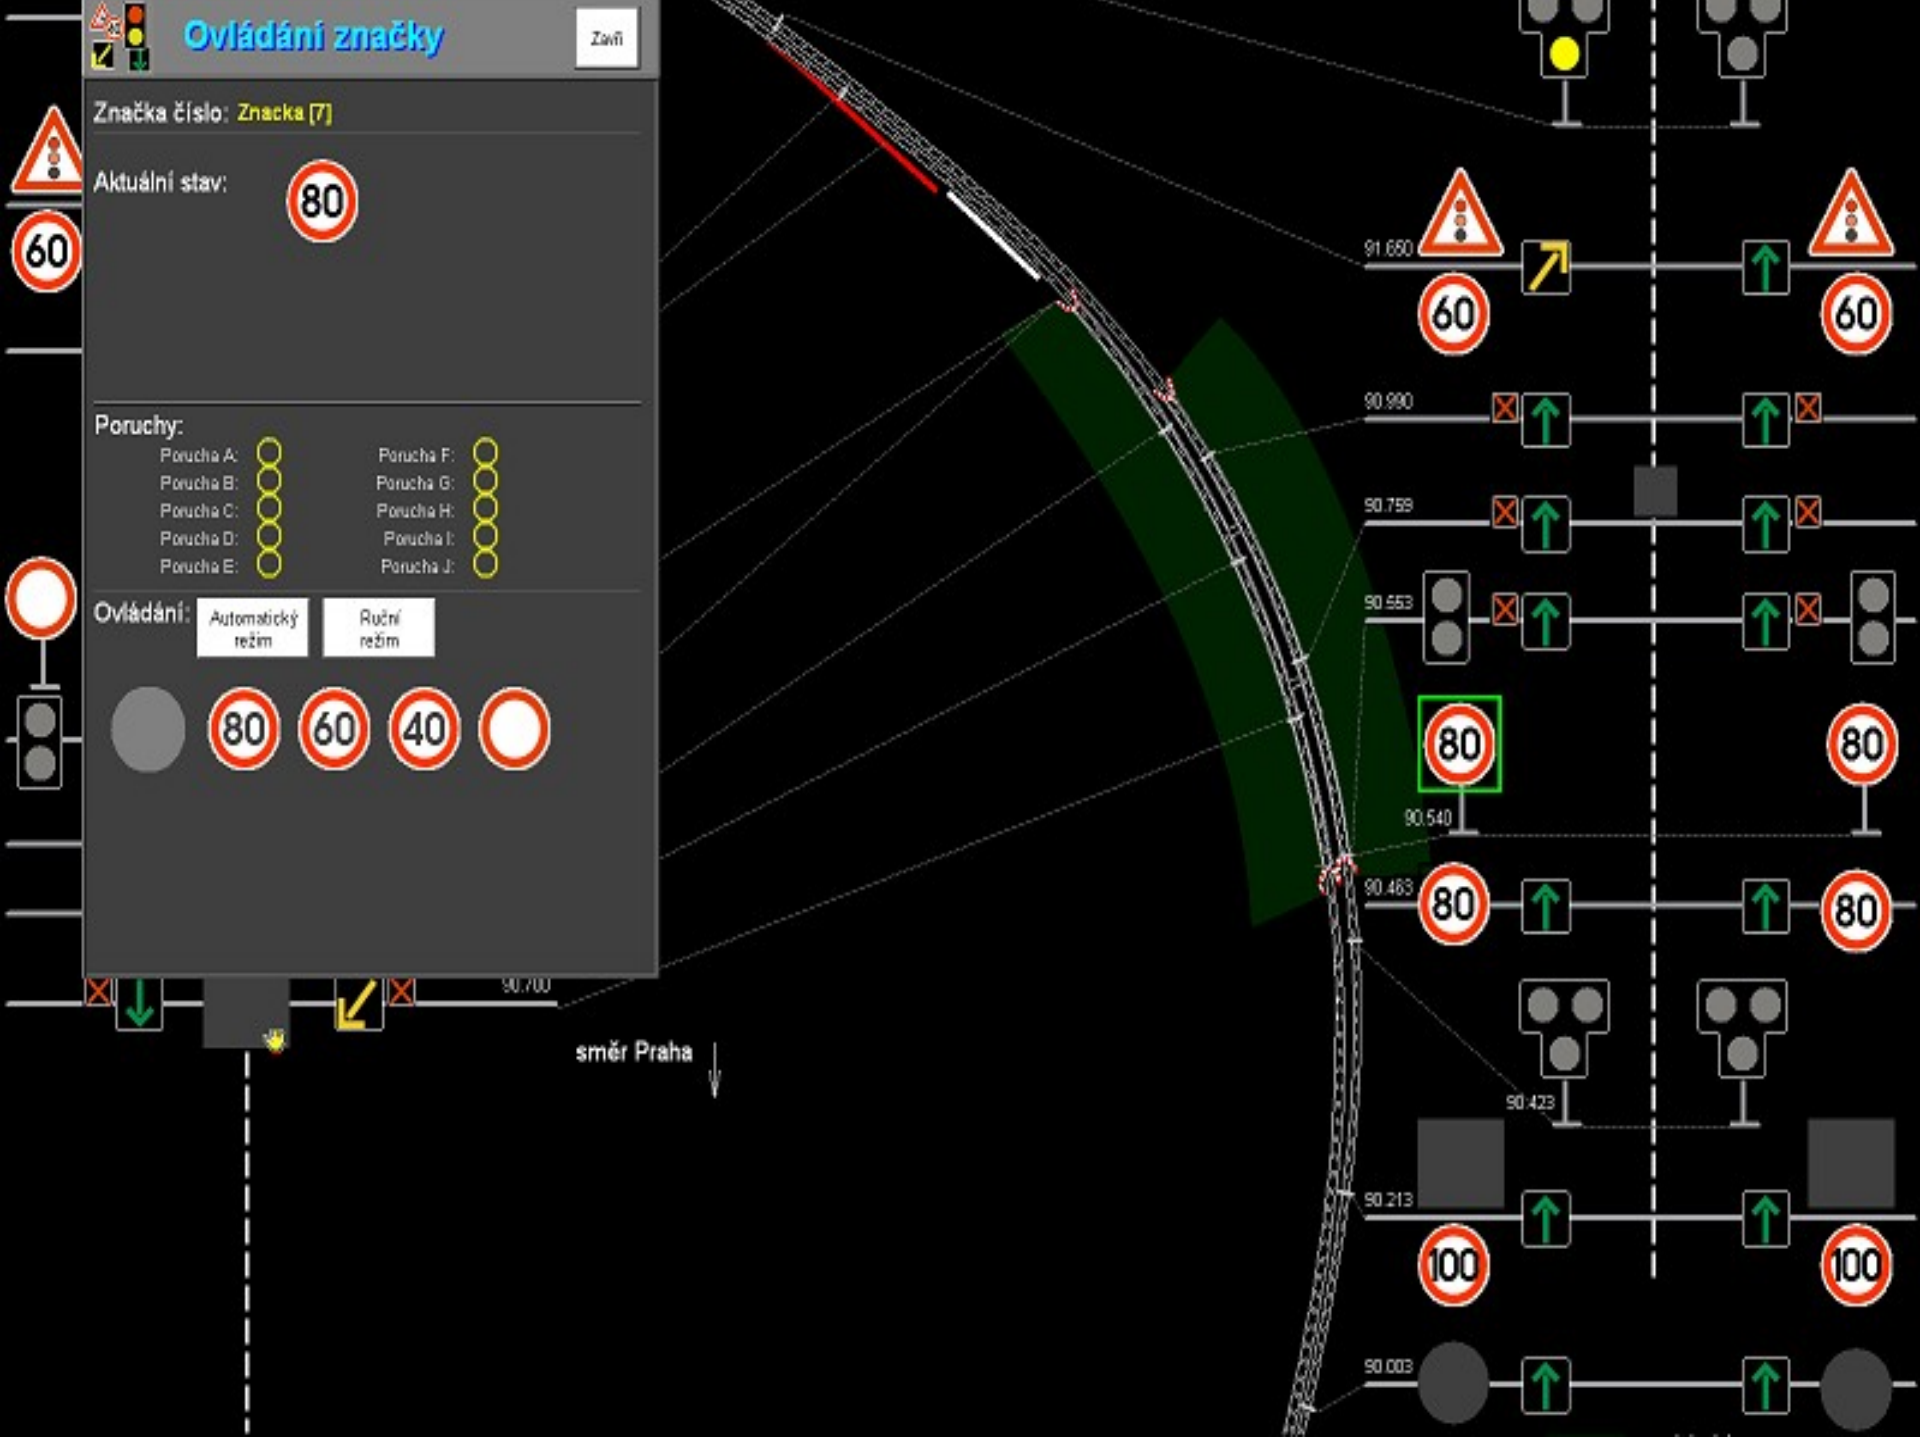 Ovládání značky
Zavři
Značka číslo: Znacka [7]
Aktuální stav:
80
60
Poruchy:
Porucha A: Porucha F:
Porucha B: Porucha G:
Porucha C: Porucha H:
Porucha D: Porucha I:
Porucha E: Porucha J:
Ovládání:
Automatický režim
Ruční režim
80 60 40
90.700
směr Praha
91.650
60 60
90.990
90.759
90.553
80 80
90.540
90.463
80 80
90.423
90.213
100 100
90.003